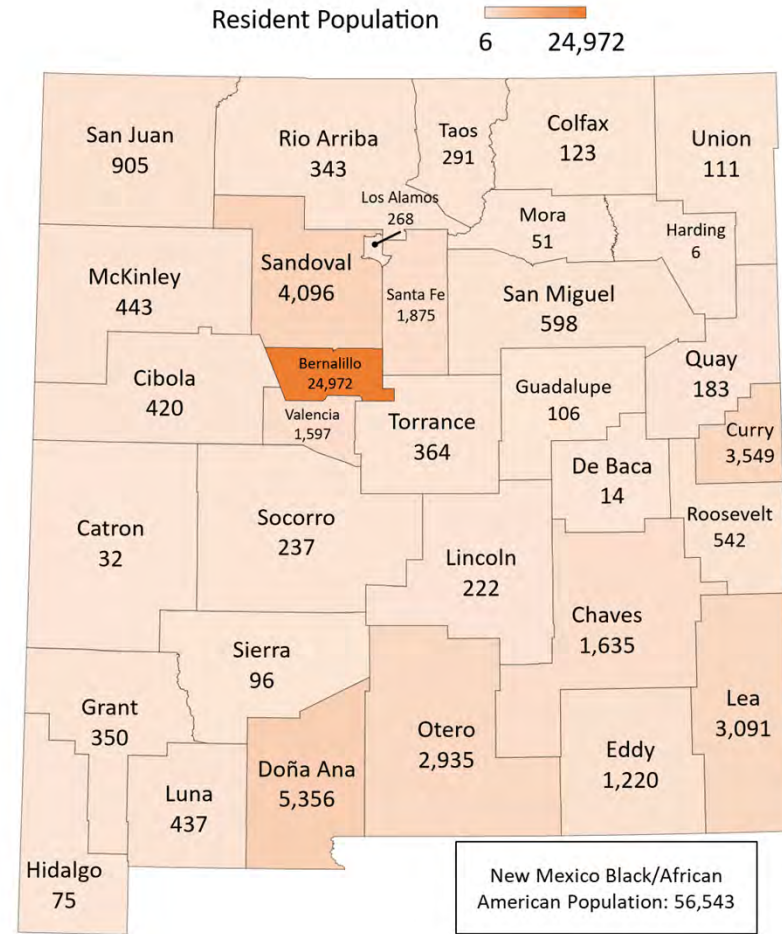 Resident Population
6 24,972
San Juan
905
Rio Arriba
343
Taos
291
Colfax
123
Union
111
Los Alamos
268
Mora
51
Harding
6
McKinley
443
Sandoval
4,096
Santa Fe
1,875
San Miguel
598
Quay
183
Cibola
420
Bernalillo
24,972
Valencia
1,597
Torrance
364
Guadalupe
106
Curry
3,549
De Baca
14
Roosevelt
542
Catron
32
Socorro
237
Lincoln
222
Chaves
1,635
Sierra
96
Grant
350
Doña Ana
5,356
Otero
2,935
Eddy
1,220
Lea
3,091
Luna
437
Hidalgo
75
New Mexico Black/African
American Population: 56,543